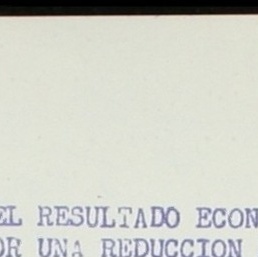 EL RESULTADO ECON
OR UNA REDUCCION